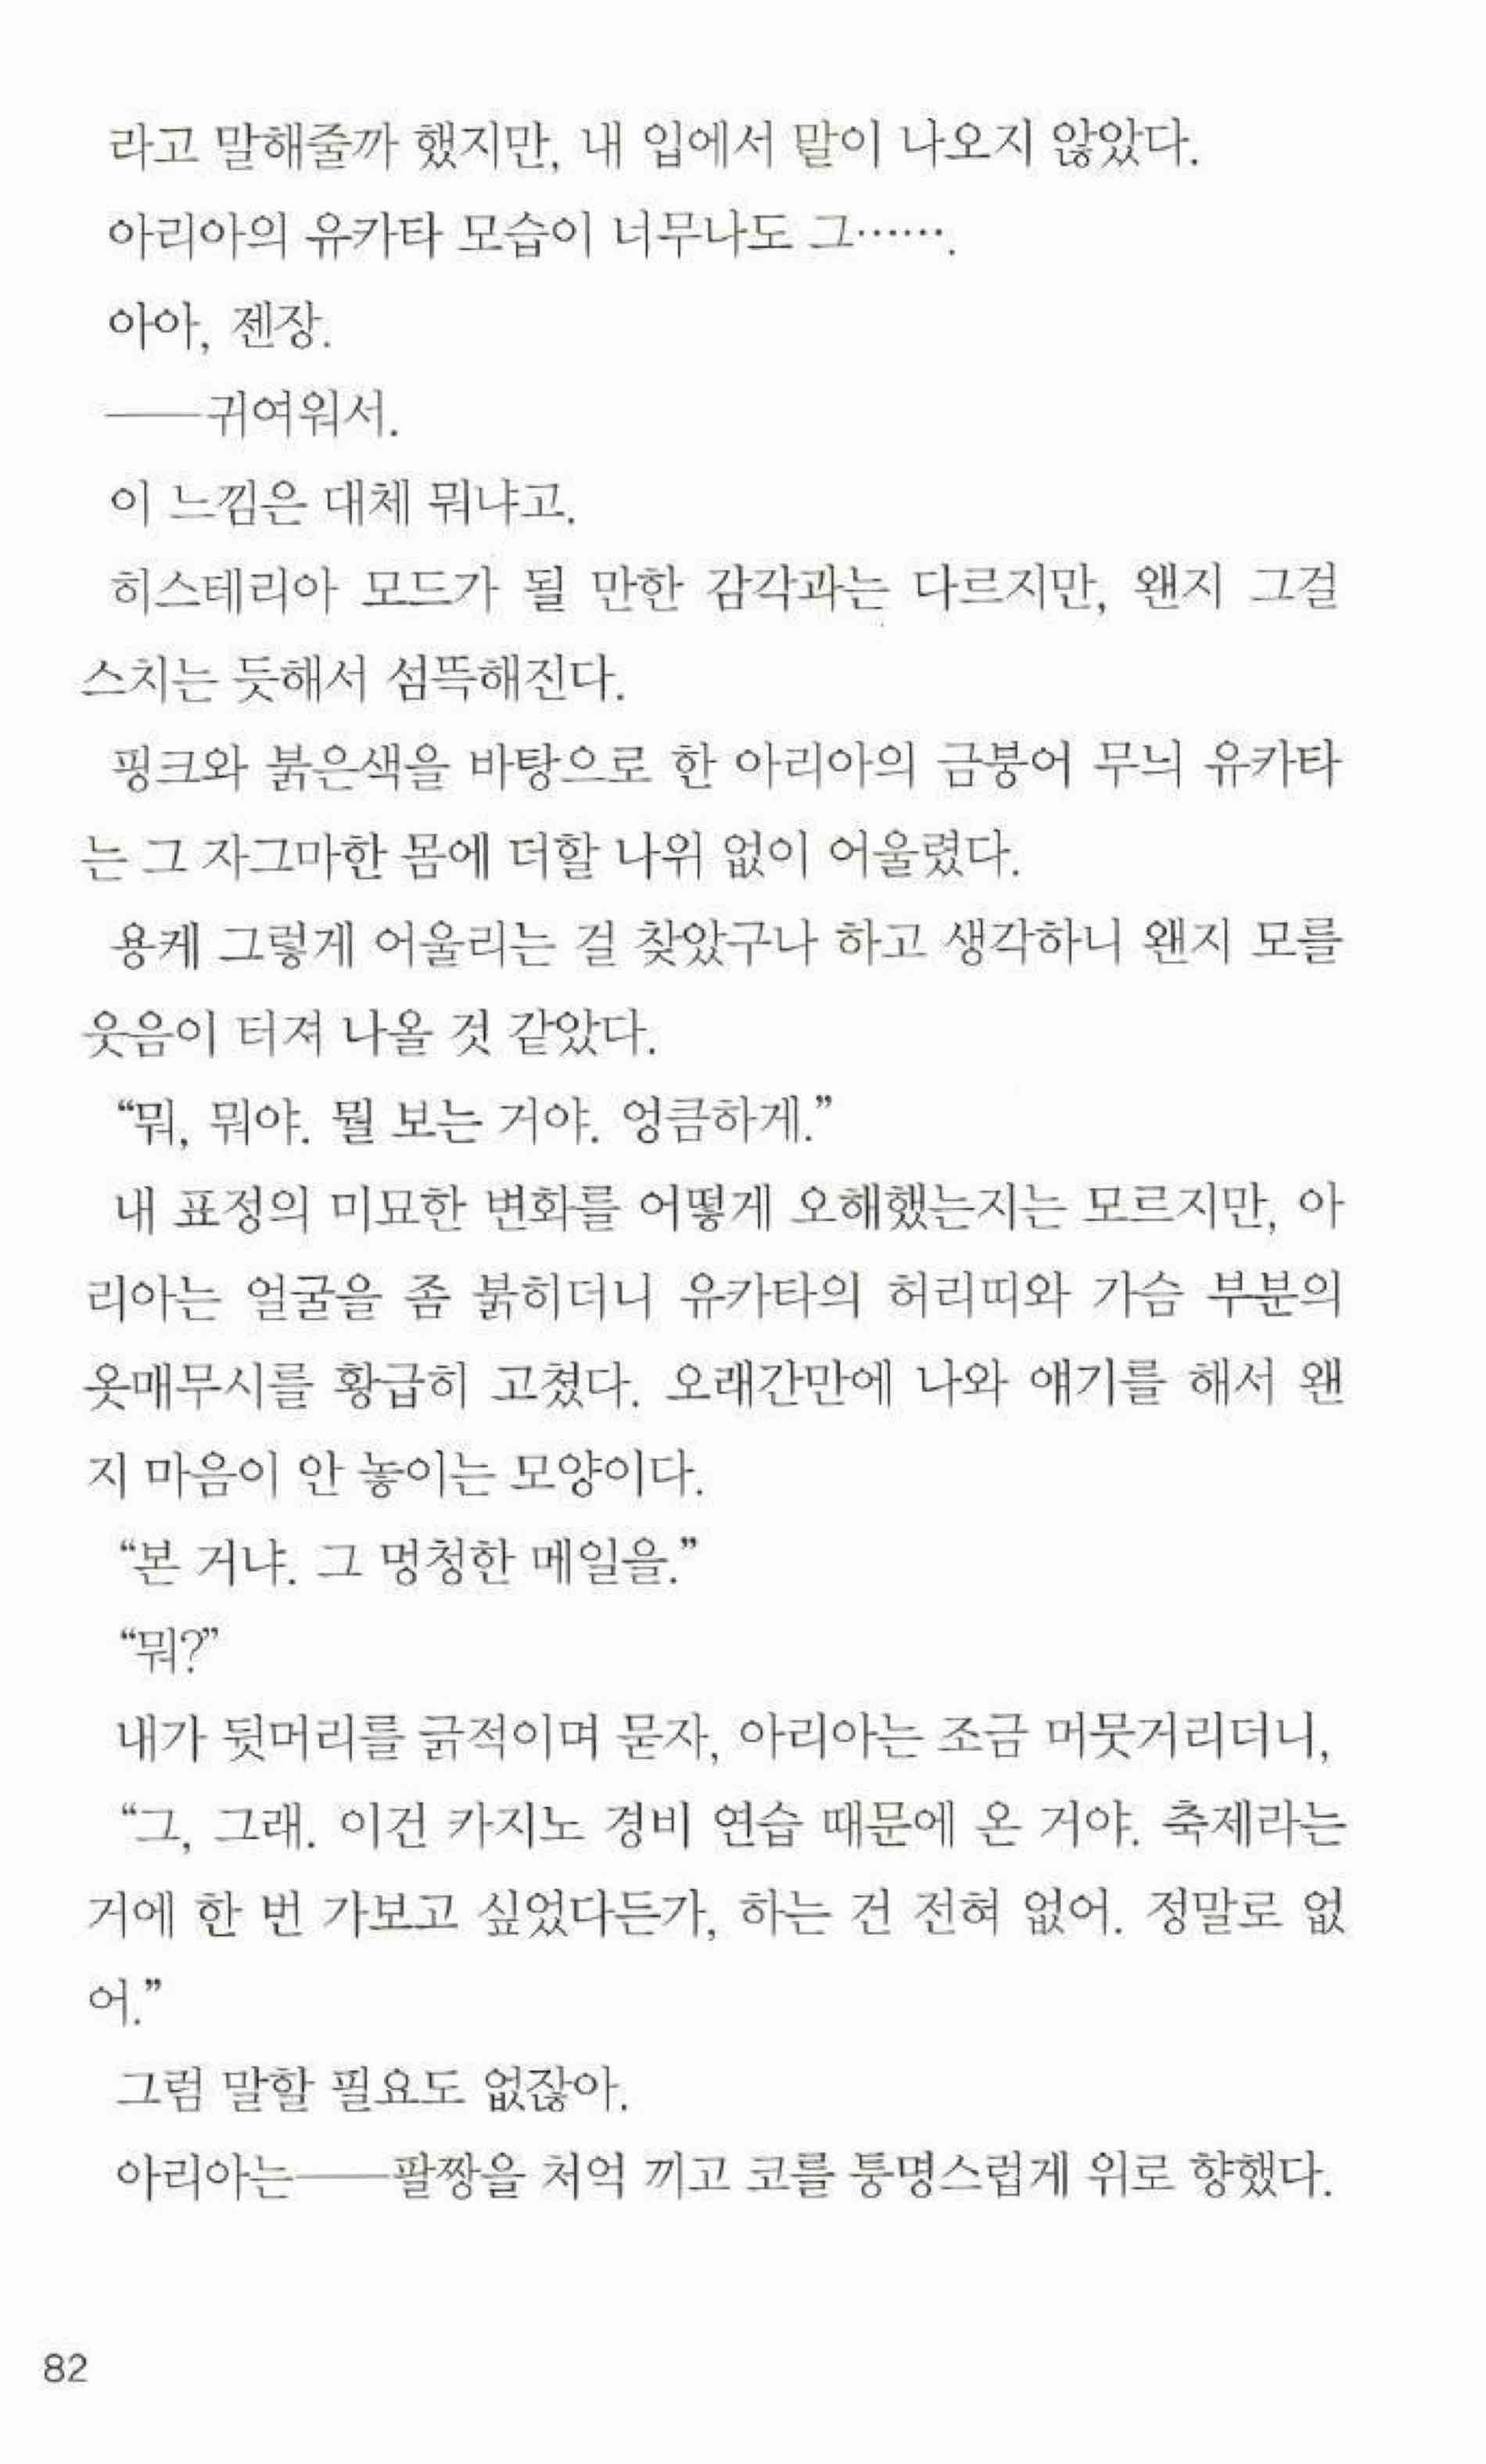 라고 말해줄까 했지만, 내 입에서 말이 나오지 않았다.
아리아의 유카타 모습이 너무나도 그…….
아아, 젠장.
──귀여워서.
이 느낌은 대체 뭐냐고.
히스테리아 모드가 될 만한 감각과는 다르지만, 왠지 그걸
스치는 듯해서 섬뜩해진다.
핑크와 붉은색을 바탕으로 한 아리아의 금붕어 무늬 유카타
는 그 자그마한 몸에 더할 나위 없이 어울렸다.
용케 그렇게 어울리는 걸 찾았구나 하고 생각하니 왠지 모를
웃음이 터져 나올 것 같았다.
“뭐, 뭐야. 뭘 보는 거야. 엉큼하게.”
내 표정의 미묘한 변화를 어떻게 오해했는지는 모르지만, 아
리아는 얼굴을 좀 붉히더니 유카타의 허리띠와 가슴 부분의
옷매무시를 황급히 고쳤다. 오래간만에 나와 얘기를 해서 왠
지 마음이 안 놓이는 모양이다.
“본 거냐. 그 멍청한 메일을.”
“뭐?”
내가 뒷머리를 긁적이며 묻자, 아리아는 조금 머뭇거리더니,
“그, 그래. 이건 카지노 경비 연습 때문에 온 거야. 축제라는
거에 한 번 가보고 싶었다든가, 하는 건 전혀 없어. 정말로 없
어.”
그럼 말할 필요도 없잖아.
아리아는──팔짱을 처억 끼고 코를 퉁명스럽게 위로 향했다.
82